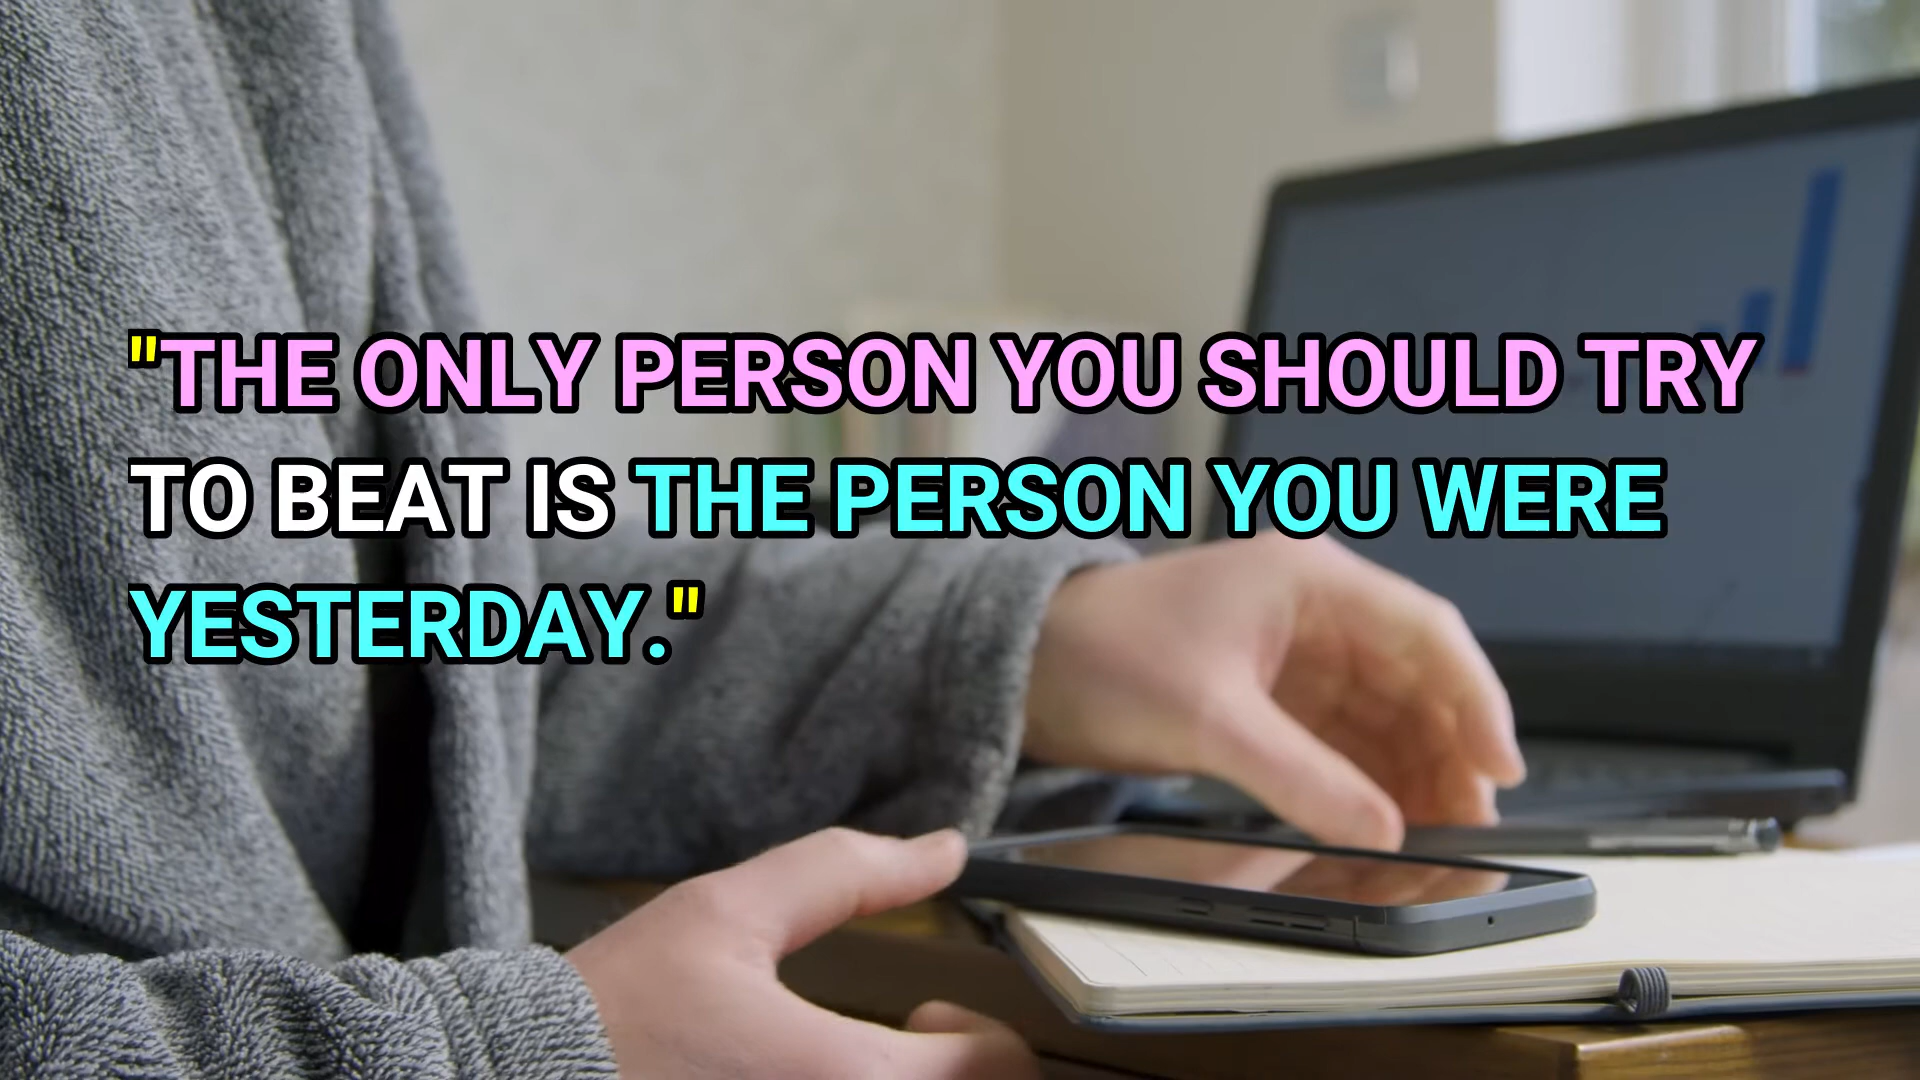 "THE ONLY PERSON YOU SHOULD TRY
TO BEAT IS THE PERSON YOU WERE
YESTERDAY."